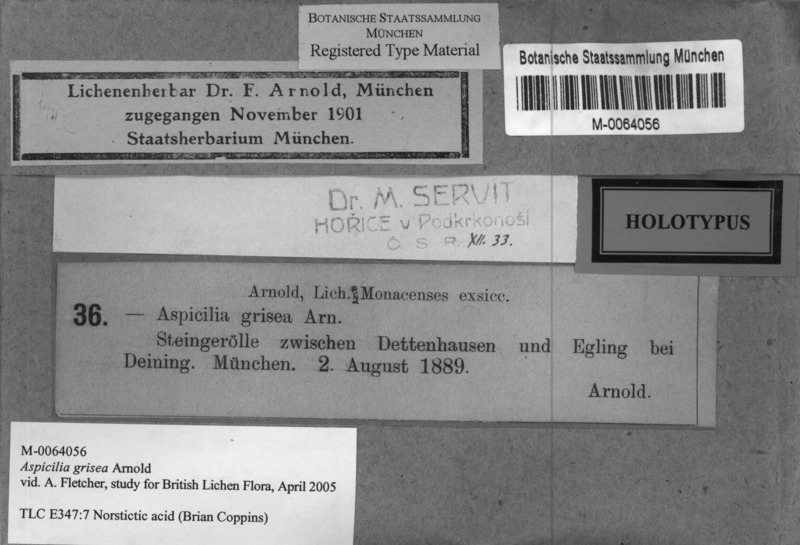 BOTANISCHE STAATSSAMMLUNG
MÜNCHEN
Registered Type Material
Botanische Staatssammlung München
M-0064056
Lichenenherbar Dr. F. Arnold, München
zugegangen November 1901
Staatsherbarium München.
Dr. M. SERVÍT
HOŘICE v Podkrkonoší
Č. S. R. XII. 33.
HOLOTYPUS
Arnold, Lich. Monacenses exsicc.
36. — Aspicilia grisea Arn.
Steingerölle zwischen Dettenhausen und Egling bei
Deining. München. 2. August 1889.
Arnold.
M-0064056
Aspicilia grisea Arnold
vid. A. Fletcher, study for British Lichen Flora, April 2005
TLC E347:7 Norstictic acid (Brian Coppins)